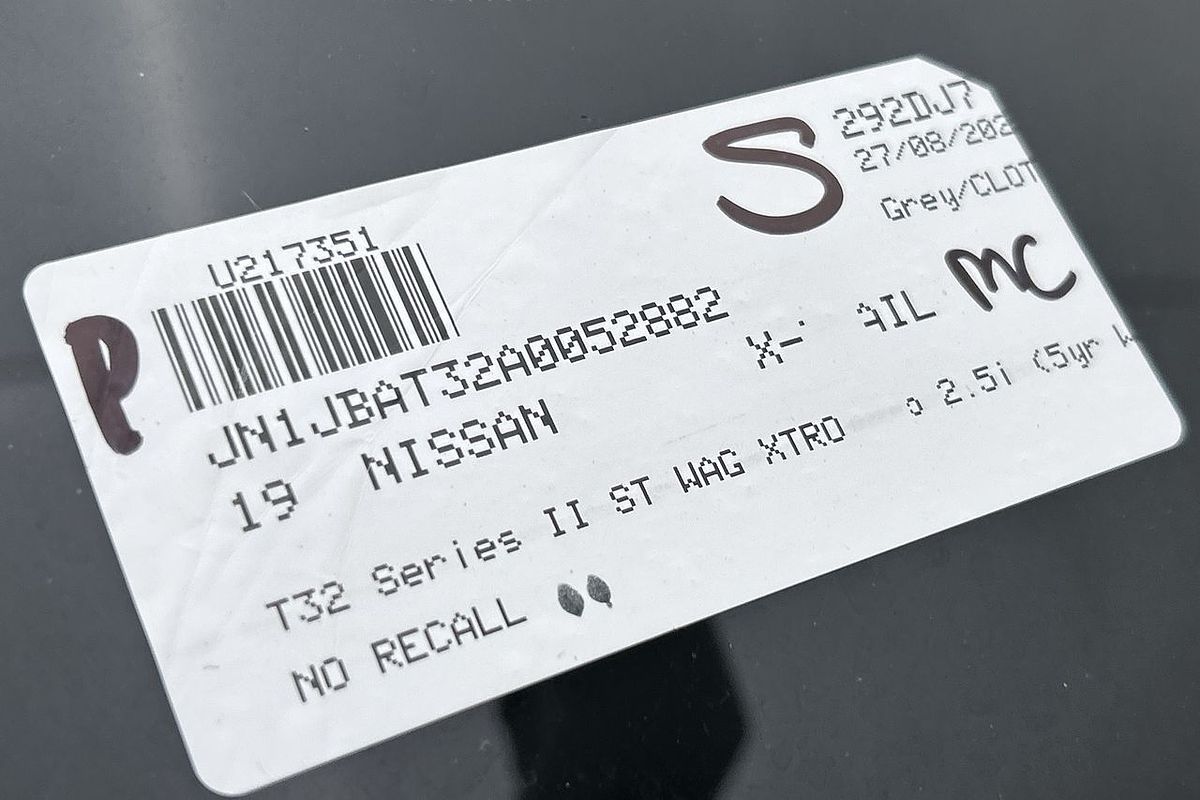 292DJ7
27/08/202
Grey/CLOT
S
U217351
P
MC
JN1JBAT32A0052882
19 NISSAN X- AIL
T32 Series II ST WAG XTRO o 2.5i (5yr W
NO RECALL